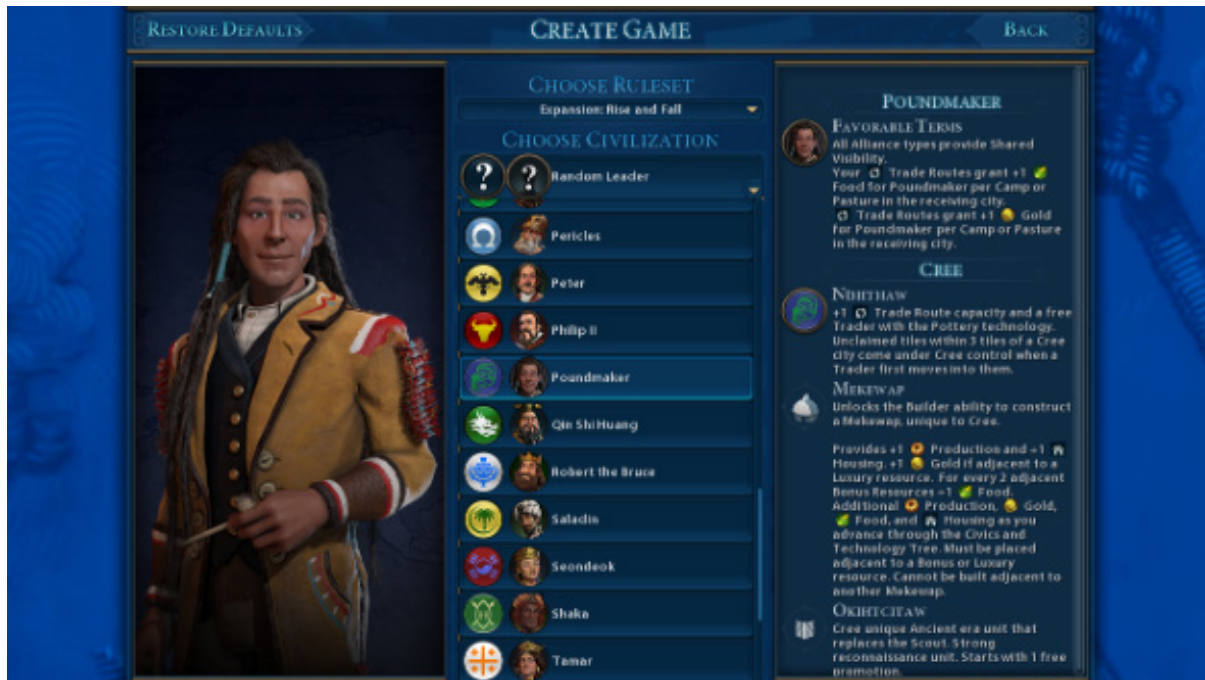 RESTORE DEFAULTS
CREATE GAME
BACK
CHOOSE RULESET
Expansion: Rise and Fall
CHOOSE CIVILIZATION
? ? Random Leader
Pericles
Peter
Philip II
Poundmaker
Qin Shi Huang
Robert the Bruce
Saladin
Seondeok
Shaka
Tamar
POUNDMAKER
FAVORABLE TERMS
All Alliance types provide Shared
Visibility.
Your Trade Routes grant +1
Food for Poundmaker per Camp or
Pasture in the receiving city.
Trade Routes grant +1 Gold
for Poundmaker per Camp or Pasture
in the receiving city.
CREE
NIHITHAW
+1 Trade Route capacity and a free
Trader with the Pottery technology.
Unclaimed tiles within 3 tiles of a Cree
city come under Cree control when a
Trader first moves into them.
MEKEWAP
Unlocks the Builder ability to construct
a Mekewap, unique to Cree.
Provides +1 Production and +1
Housing. +1 Gold if adjacent to a
Luxury resource. For every 2 adjacent
Bonus Resources +1 Food.
Additional Production, Gold,
Food, and Housing as you
advance through the Civics and
Technology Tree. Must be placed
adjacent to a Bonus or Luxury
resource. Cannot be built adjacent to
another Mekewap.
OKIHTCITAW
Cree unique Ancient era unit that
replaces the Scout. Strong
reconnaissance unit. Starts with 1 free
promotion.